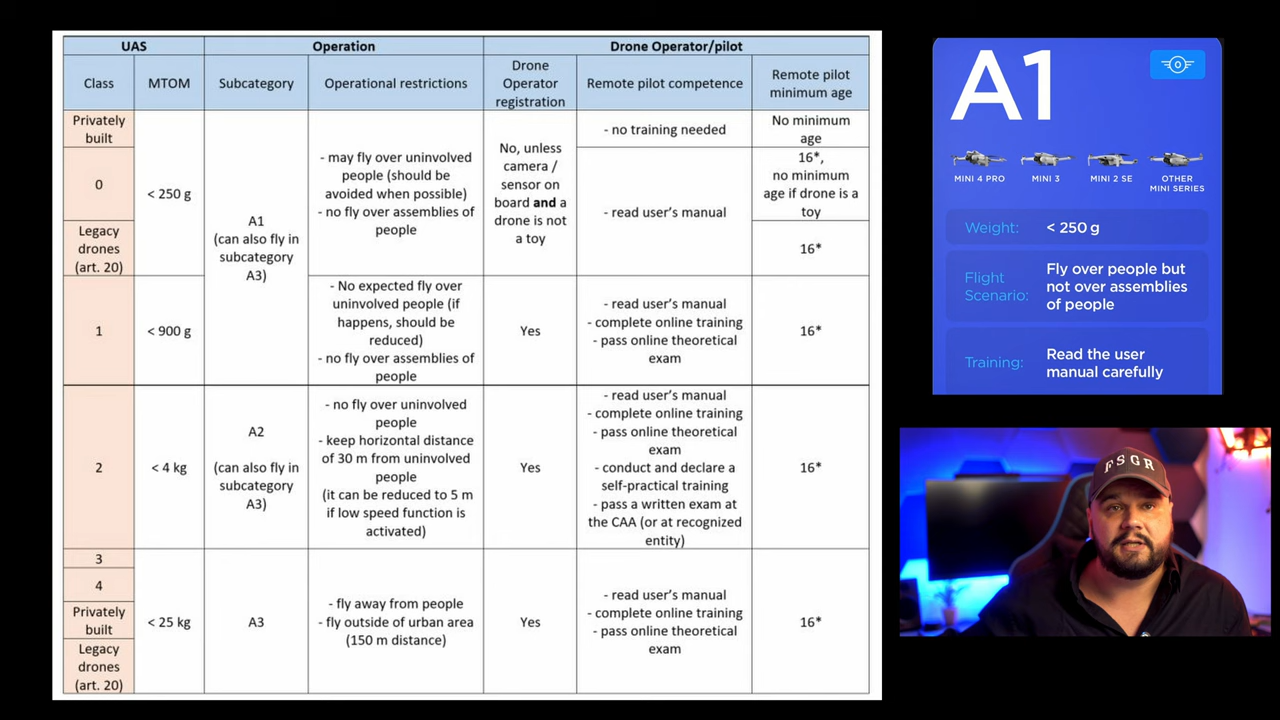 UAS
Operation
Drone Operator/pilot
Class
MTOM
Subcategory
Operational restrictions
Drone
Operator
registration
Remote pilot competence
Remote pilot
minimum age
Privately
built
< 250 g
A1
(can also fly in
subcategory
A3)
- may fly over uninvolved
people (should be
avoided when possible)
- no fly over assemblies of
people
No, unless
camera /
sensor on
board and a
drone is not
a toy
- no training needed
No minimum
age
0
- read user's manual
16*,
no minimum
age if drone is a
toy
Legacy
drones
(art. 20)
16*
1
< 900 g
- No expected fly over
uninvolved people (if
happens, should be
reduced)
- no fly over assemblies of
people
Yes
- read user's manual
- complete online training
- pass online theoretical
exam
16*
2
< 4 kg
A2
(can also fly in
subcategory
A3)
- no fly over uninvolved
people
- keep horizontal distance
of 30 m from uninvolved
people
(it can be reduced to 5 m
if low speed function is
activated)
Yes
- read user's manual
- complete online training
- pass online theoretical
exam
- conduct and declare a
self-practical training
- pass a written exam at
the CAA (or at recognized
entity)
16*
3
4
Privately
built
Legacy
drones
(art. 20)
< 25 kg
A3
- fly away from people
- fly outside of urban area
(150 m distance)
Yes
- read user's manual
- complete online training
- pass online theoretical
exam
16*
A1
0
MINI 4 PRO
MINI 3
MINI 2 SE
OTHER
MINI SERIES
Weight:
< 250 g
Flight
Scenario:
Fly over people but
not over assemblies
of people
Training:
Read the user
manual carefully
FSGR